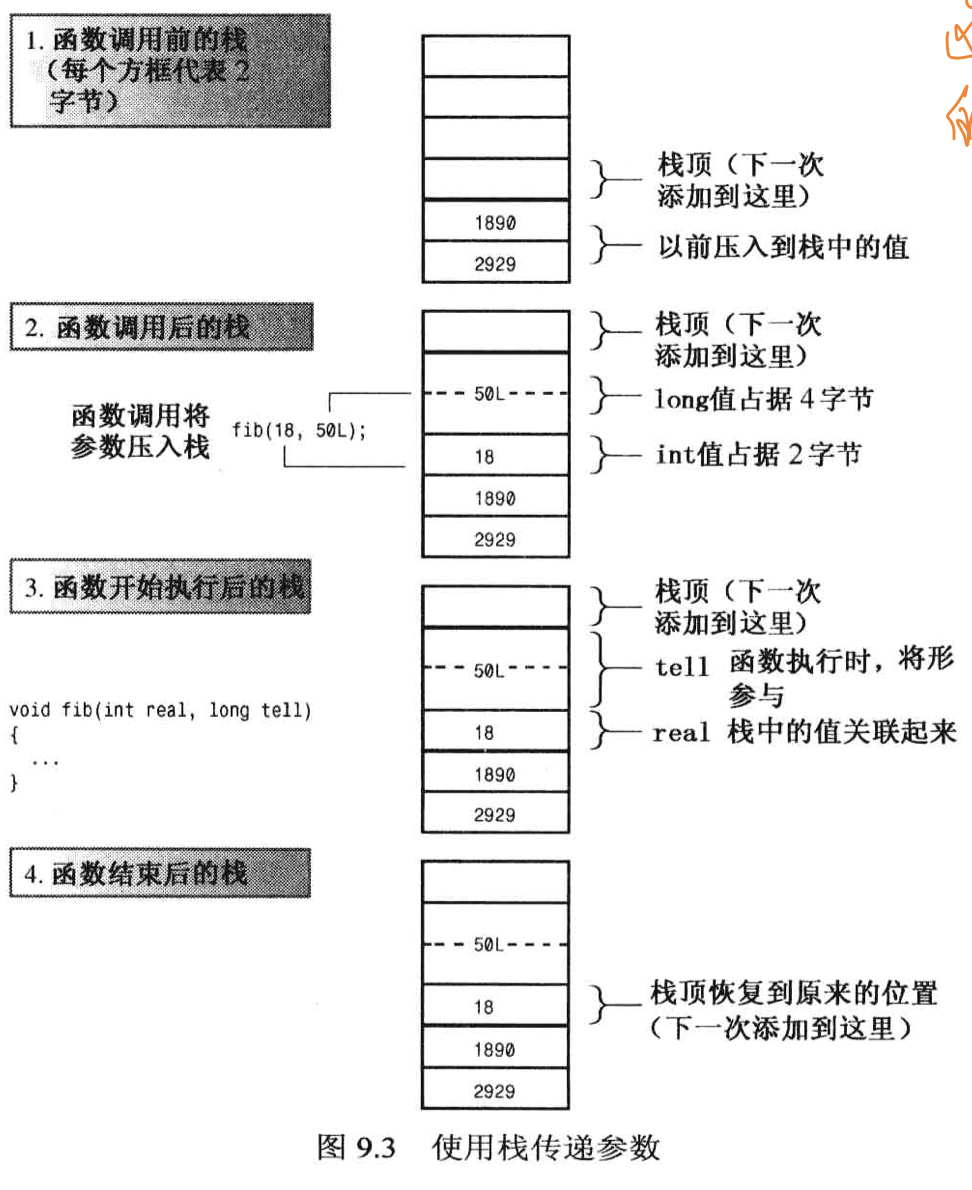 1. 函数调用前的栈
（每个方框代表 2
字节）
栈顶（下一次
添加到这里）
1890
以前压入到栈中的值
2929
2. 函数调用后的栈
栈顶（下一次
添加到这里）
50L
long值占据 4 字节
函数调用将
参数压入栈
fib(18, 50L);
18
int值占据 2 字节
1890
2929
3. 函数开始执行后的栈
栈顶（下一次
添加到这里）
50L
tell 函数执行时，将形
参与
void fib(int real, long tell)
{
...
}
18
real 栈中的值关联起来
1890
2929
4. 函数结束后的栈
50L
18
栈顶恢复到原来的位置
（下一次添加到这里）
1890
2929
图 9.3 使用栈传递参数